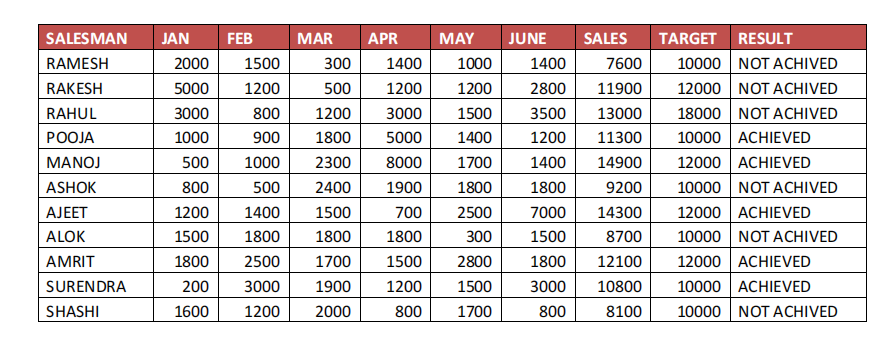 SALESMAN JAN FEB MAR APR MAY JUNE SALES TARGET RESULT
RAMESH 2000 1500 300 1400 1000 1400 7600 10000 NOT ACHIVED
RAKESH 5000 1200 500 1200 1200 2800 11900 12000 NOT ACHIVED
RAHUL 3000 800 1200 3000 1500 3500 13000 18000 NOT ACHIVED
POOJA 1000 900 1800 5000 1400 1200 11300 10000 ACHIEVED
MANOJ 500 1000 2300 8000 1700 1400 14900 12000 ACHIEVED
ASHOK 800 500 2400 1900 1800 1800 9200 10000 NOT ACHIVED
AJEET 1200 1400 1500 700 2500 7000 14300 12000 ACHIEVED
ALOK 1500 1800 1800 1800 300 1500 8700 10000 NOT ACHIVED
AMRIT 1800 2500 1700 1500 2800 1800 12100 12000 ACHIEVED
SURENDRA 200 3000 1900 1200 1500 3000 10800 10000 ACHIEVED
SHASHI 1600 1200 2000 800 1700 800 8100 10000 NOT ACHIVED